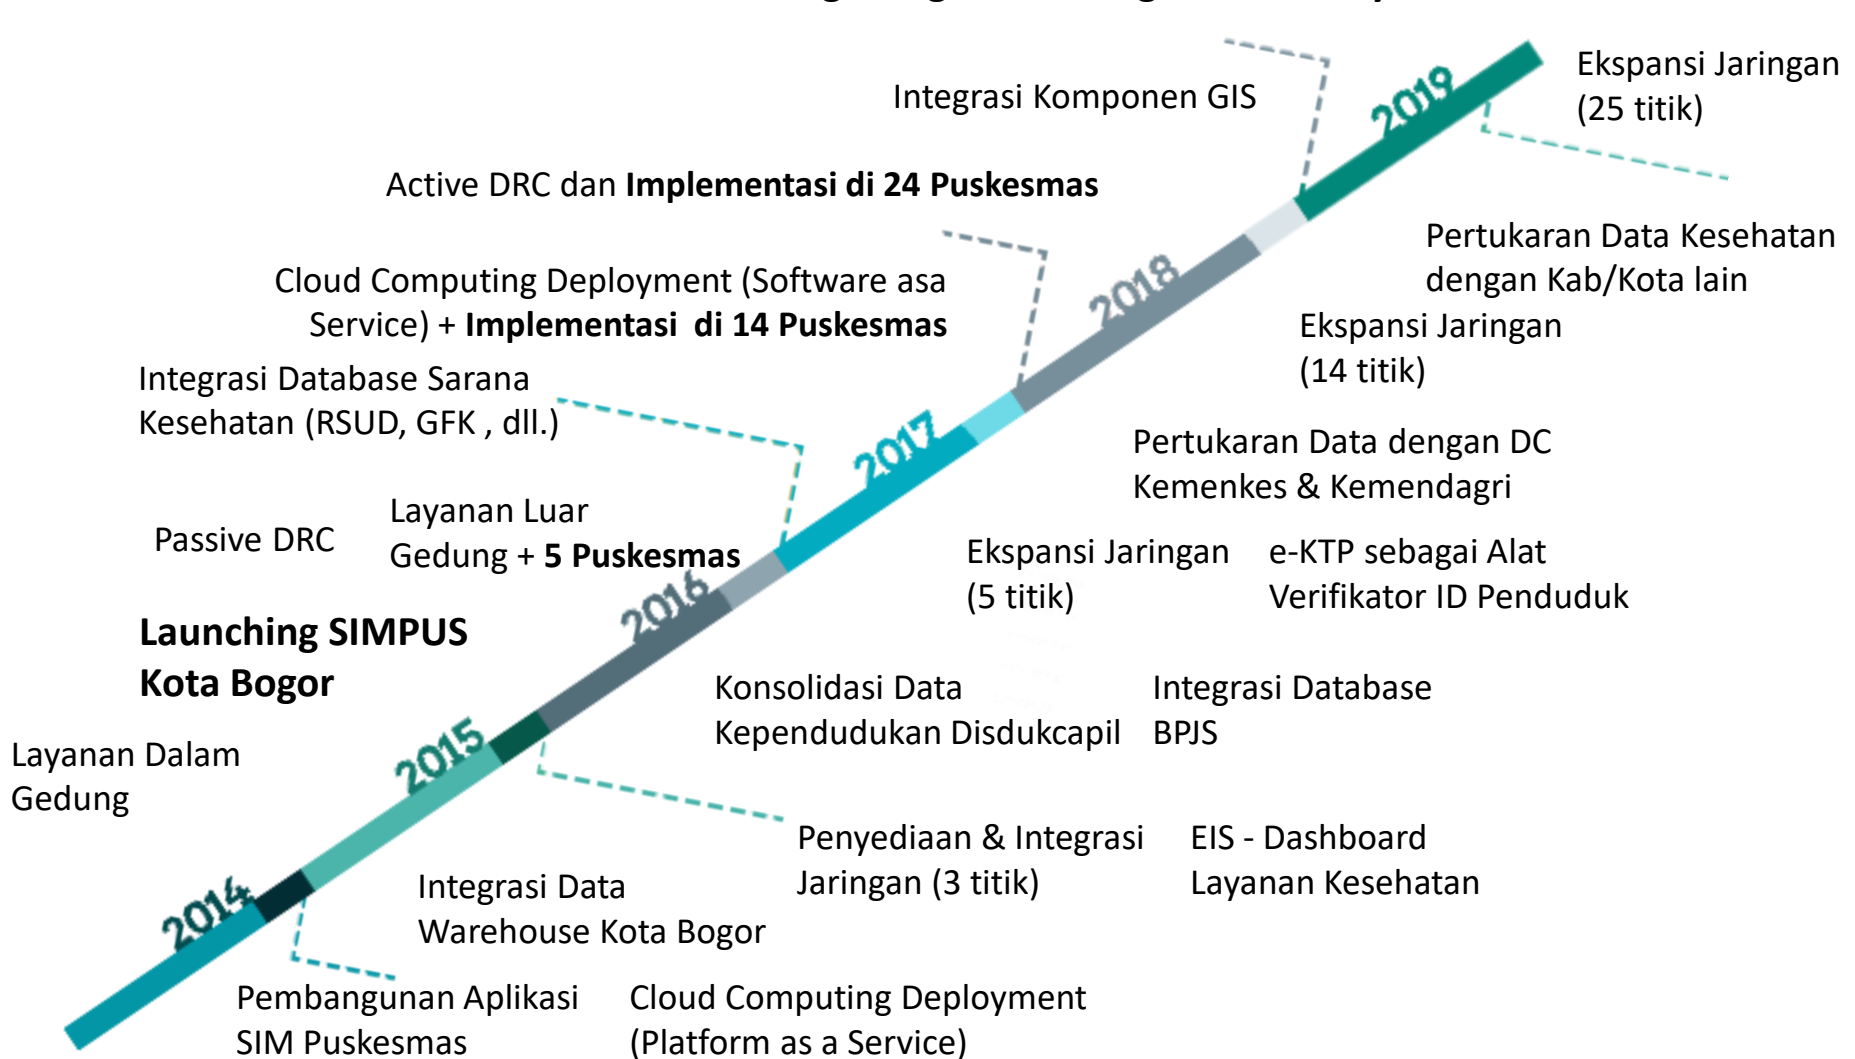 Ekspansi Jaringan
(25 titik)
2019
Integrasi Komponen GIS
Active DRC dan Implementasi di 24 Puskesmas
Pertukaran Data Kesehatan
dengan Kab/Kota lain
2018
Cloud Computing Deployment (Software asa
Service) + Implementasi di 14 Puskesmas
Ekspansi Jaringan
(14 titik)
Integrasi Database Sarana
Kesehatan (RSUD, GFK , dll.)
2017
Pertukaran Data dengan DC
Kemenkes & Kemendagri
Passive DRC
Layanan Luar
Gedung + 5 Puskesmas
Ekspansi Jaringan
(5 titik)
e-KTP sebagai Alat
Verifikator ID Penduduk
2016
Launching SIMPUS
Kota Bogor
Konsolidasi Data
Kependudukan Disdukcapil
Integrasi Database
BPJS
2015
Layanan Dalam
Gedung
Penyediaan & Integrasi
Jaringan (3 titik)
EIS - Dashboard
Layanan Kesehatan
2014
Integrasi Data
Warehouse Kota Bogor
Pembangunan Aplikasi
SIM Puskesmas
Cloud Computing Deployment
(Platform as a Service)